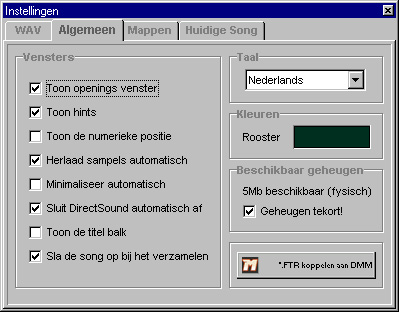 Instellingen
WAV
Algemeen
Mappen
Huidige Song
Vensters
Toon openings venster
Toon hints
Toon de numerieke positie
Herlaad sampels automatisch
Minimaliseer automatisch
Sluit DirectSound automatisch af
Toon de titel balk
Sla de song op bij het verzamelen
Taal
Nederlands
Kleuren
Rooster
Beschikbaar geheugen
5Mb beschikbaar (fysisch)
Geheugen tekort!
*.FTR koppelen aan DMM